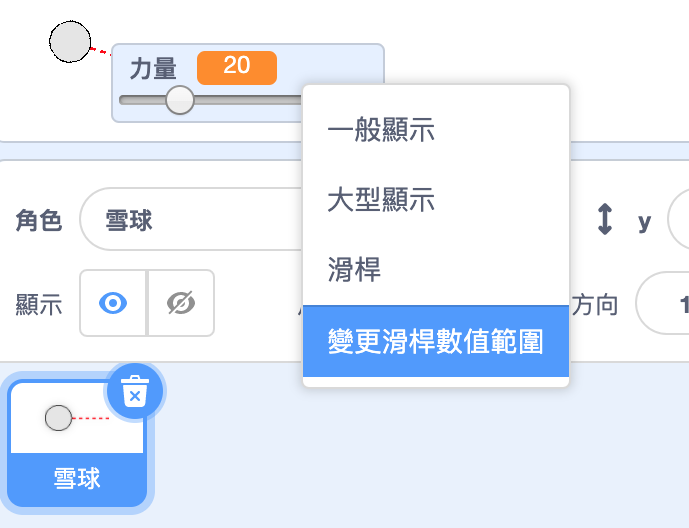 力量 20
一般顯示
大型顯示
滑桿
變更滑桿數值範圍
角色 雪球
y
顯示
方向 1
雪球